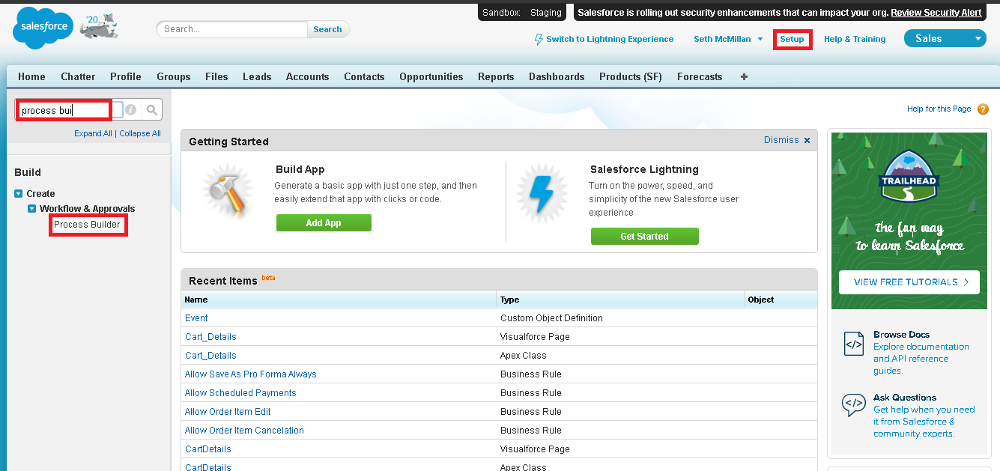 Sandbox: Staging
Salesforce is rolling out security enhancements that can impact your org. Review Security Alert
salesforce
'20
Search...
Search
Switch to Lightning Experience
Seth McMillan
Setup
Help & Training
Sales
Home Chatter Profile Groups Files Leads Accounts Contacts Opportunities Reports Dashboards Products (SF) Forecasts +
process bui
i
Expand All | Collapse All
Build
Create
Workflow & Approvals
Process Builder
Help for this Page ?
Getting Started
Dismiss x
Build App
Generate a basic app with just one step, and then
easily extend that app with clicks or code.
Add App
Salesforce Lightning
Turn on the power, speed, and
simplicity of the new Salesforce user
experience
Get Started
Recent Items beta
Name Type Object
Event Custom Object Definition
Cart_Details Visualforce Page
Cart_Details Apex Class
Allow Save As Pro Forma Always Business Rule
Allow Scheduled Payments Business Rule
Allow Order Item Edit Business Rule
Allow Order Item Cancelation Business Rule
CartDetails Visualforce Page
CartDetails Apex Class
TRAILHEAD
the fun way
to learn Salesforce
VIEW FREE TUTORIALS >
</>
Browse Docs
Explore documentation
and API reference
guides.
</>
Ask Questions
Get help when you need
it from Salesforce &
community experts.